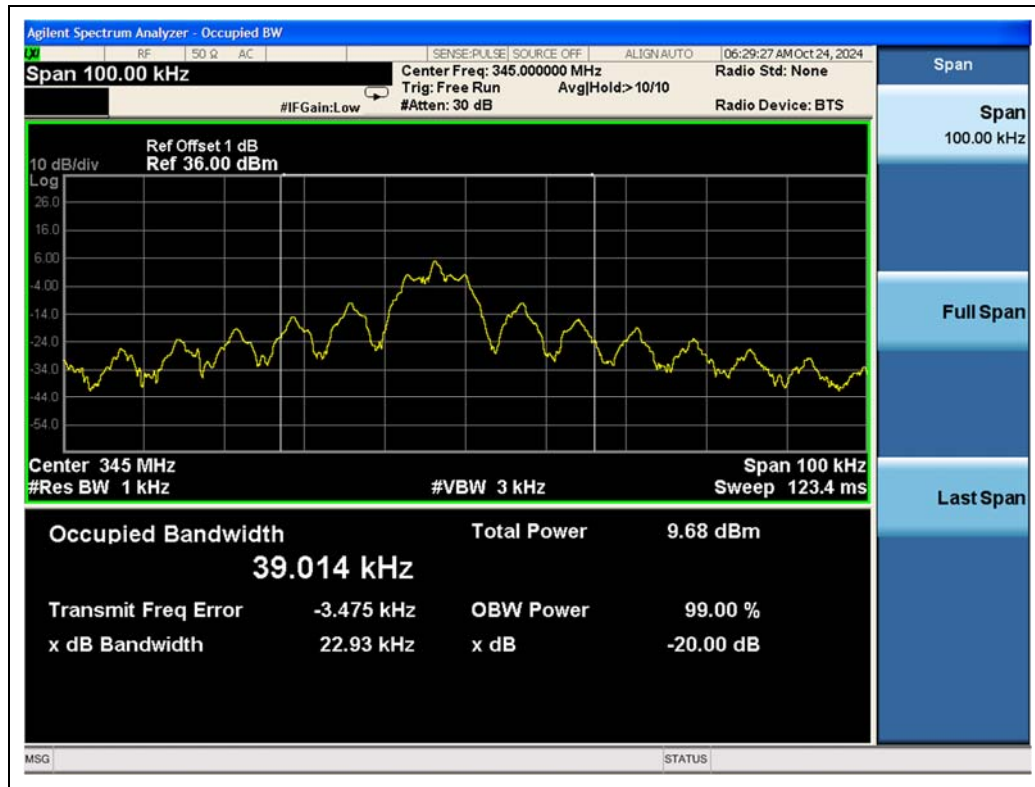 Agilent Spectrum Analyzer - Occupied BW
LXI RF 50 Ω AC SENSE:PULSE SOURCE OFF ALIGN AUTO 06:29:27 AM Oct 24, 2024
Span 100.00 kHz Center Freq: 345.000000 MHz Radio Std: None
Trig: Free Run Avg|Hold:>10/10
#IFGain:Low #Atten: 30 dB Radio Device: BTS
Ref Offset 1 dB
10 dB/div Ref 36.00 dBm
Log
26.0
16.0
6.00
-4.00
-14.0
-24.0
-34.0
-44.0
-54.0
Center 345 MHz Span 100 kHz
#Res BW 1 kHz #VBW 3 kHz Sweep 123.4 ms
Occupied Bandwidth Total Power 9.68 dBm
39.014 kHz
Transmit Freq Error -3.475 kHz OBW Power 99.00 %
x dB Bandwidth 22.93 kHz x dB -20.00 dB
MSG STATUS
Span
Span
100.00 kHz
Full Span
Last Span